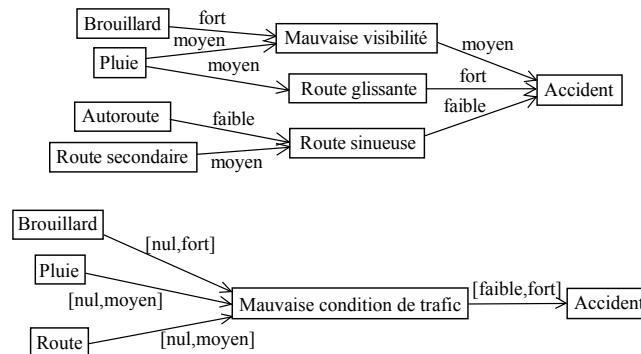 Brouillard
fort
moyen
Mauvaise visibilité
moyen
Pluie
moyen
fort
Route glissante
Accident
Autoroute
faible
faible
Route sinueuse
Route secondaire
moyen
Brouillard
[nul,fort]
Pluie
[nul,moyen]
Mauvaise condition de trafic
[faible,fort]
Accident
[nul,moyen]
Route